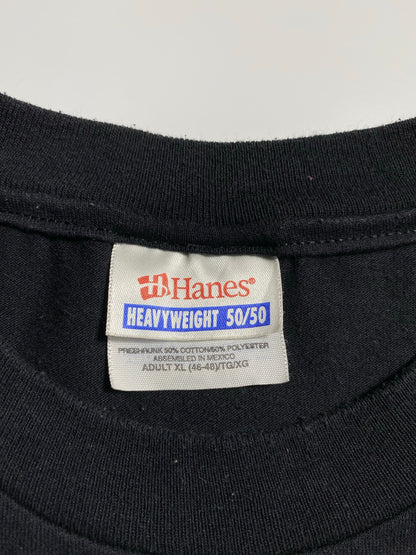 Hanes®
HEAVYWEIGHT 50/50
PRESHRUNK 50% COTTON/50% POLYESTER
ASSEMBLED IN MEXICO
ADULT XL (46-48)/TG/XG